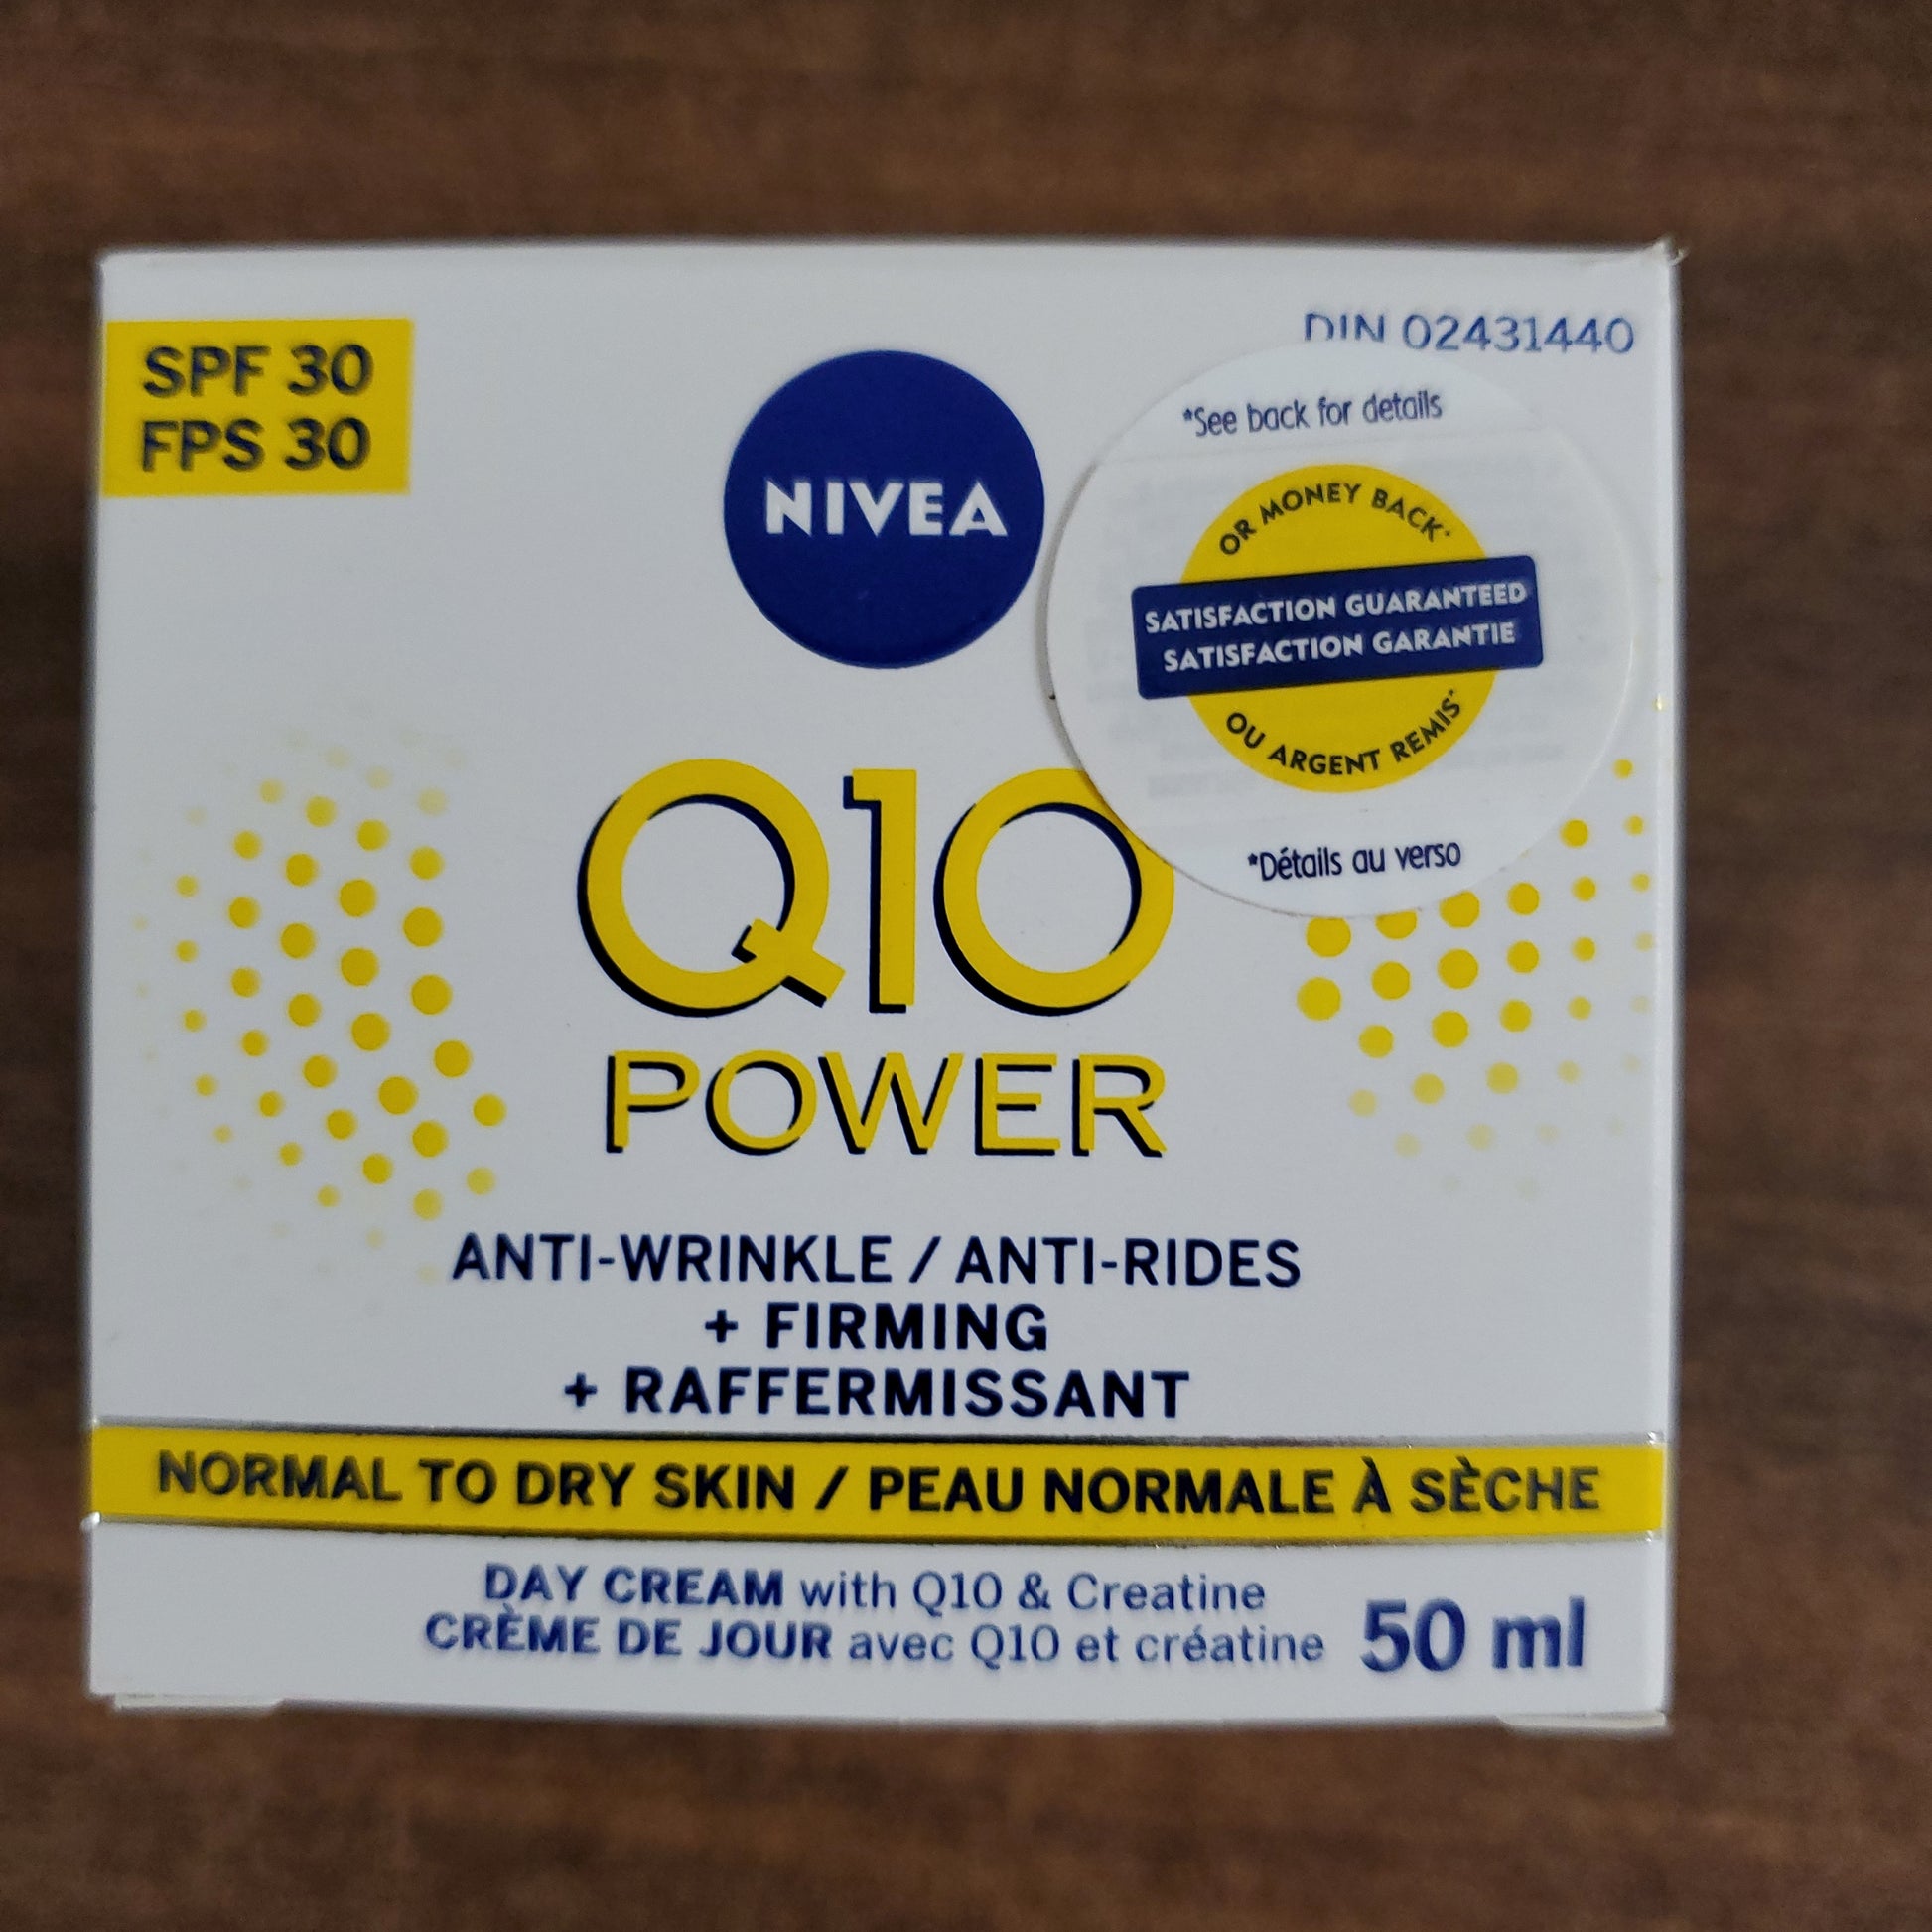 SPF 30
FPS 30
NIVEA
DIN 02431440
*See back for details
OR MONEY BACK*
SATISFACTION GUARANTEED
SATISFACTION GARANTIE
OU ARGENT REMIS*
*Détails au verso
Q10
POWER
ANTI-WRINKLE / ANTI-RIDES
+ FIRMING
+ RAFFERMISSANT
NORMAL TO DRY SKIN / PEAU NORMALE À SÈCHE
DAY CREAM with Q10 & Creatine
CRÈME DE JOUR avec Q10 et créatine
50 ml